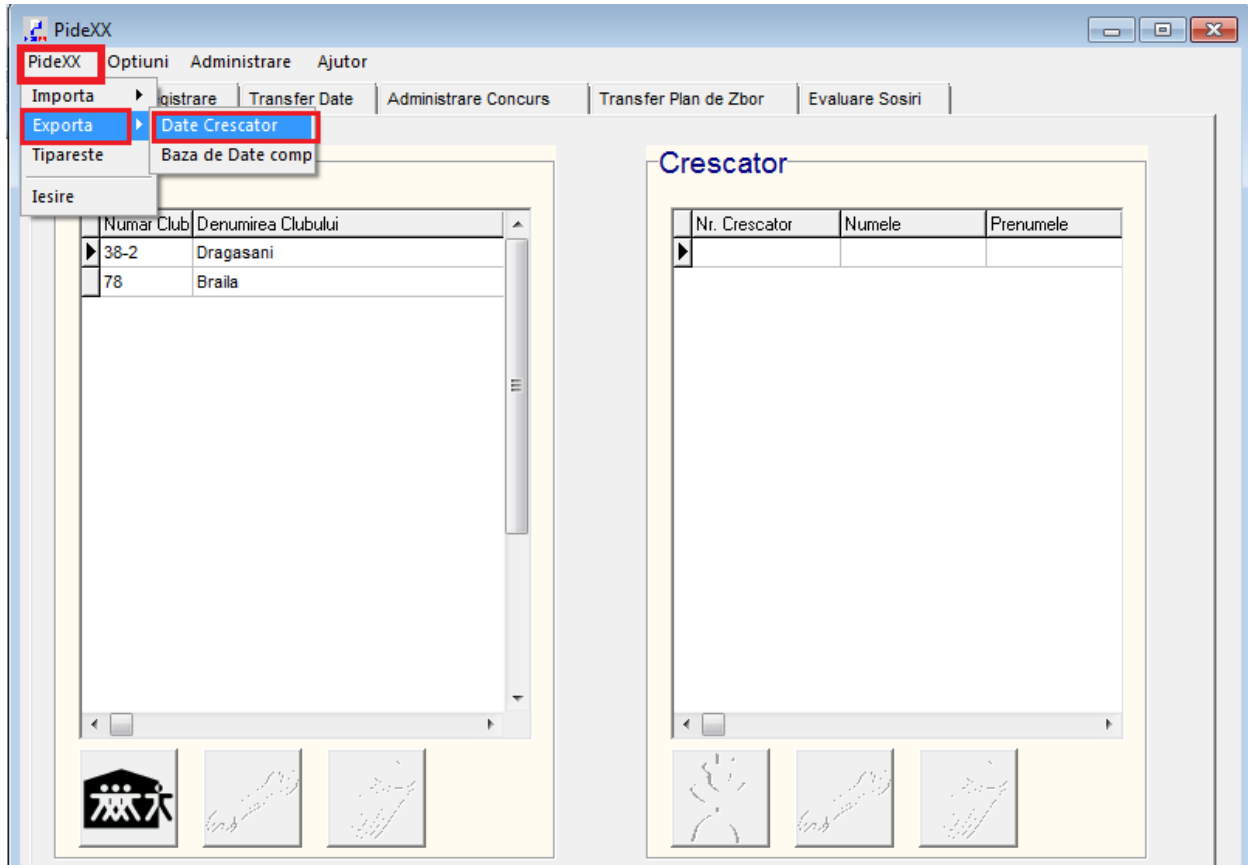 PideXX
PideXX Optiuni Administrare Ajutor
Importa gistrare Transfer Date Administrare Concurs Transfer Plan de Zbor Evaluare Sosiri
Exporta Date Crescator
Tipareste Baza de Date comp
Iesire
Crescator
Numar Club Denumirea Clubului
38-2 Dragasani
78 Braila
Nr. Crescator Numele Prenumele